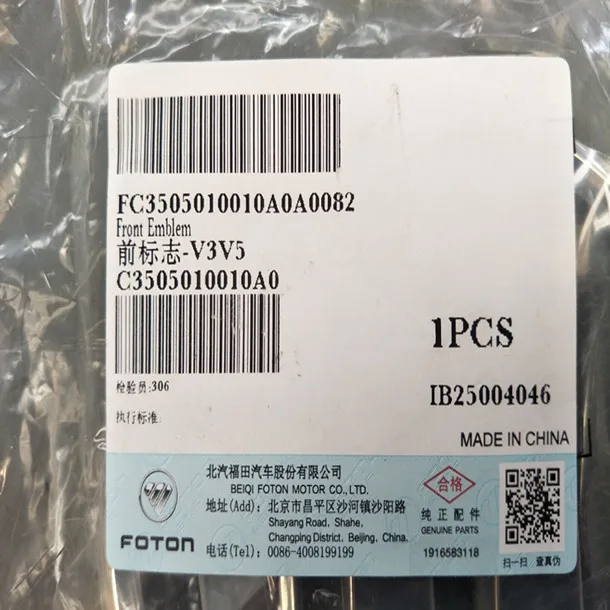 FC3505010010A0A0082
Front Emblem
前标志-V3V5
C3505010010A0
1PCS
检验员:306
IB25004046
执行标准:
MADE IN CHINA
北汽福田汽车股份有限公司
BEIQI FOTON MOTOR CO.,LTD.
地址(Add): 北京市昌平区沙河镇沙阳路
Shayang Road, Shahe,
Changping District, Beijing, China.
电话(Tel): 0086-4008199199
FOTON
合格
纯正配件
GENUINE PARTS
1916583118
扫一扫 查真伪